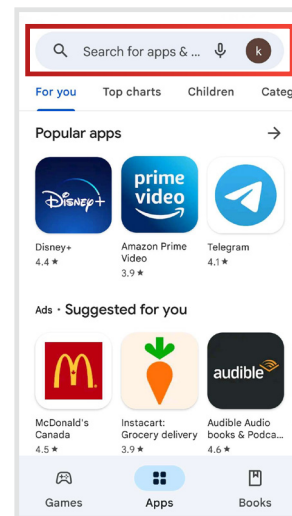 Search for apps & ...
k
For you Top charts Children Categ
Popular apps
Disney+
prime video
Disney+ Amazon Prime Video Telegram
4.4 ★ 3.9 ★ 4.1 ★
Ads · Suggested for you
M
audible
McDonald's Canada Instacart: Grocery delivery Audible Audio books & Podca...
4.5 ★ 3.9 ★ 4.6 ★
Games Apps Books